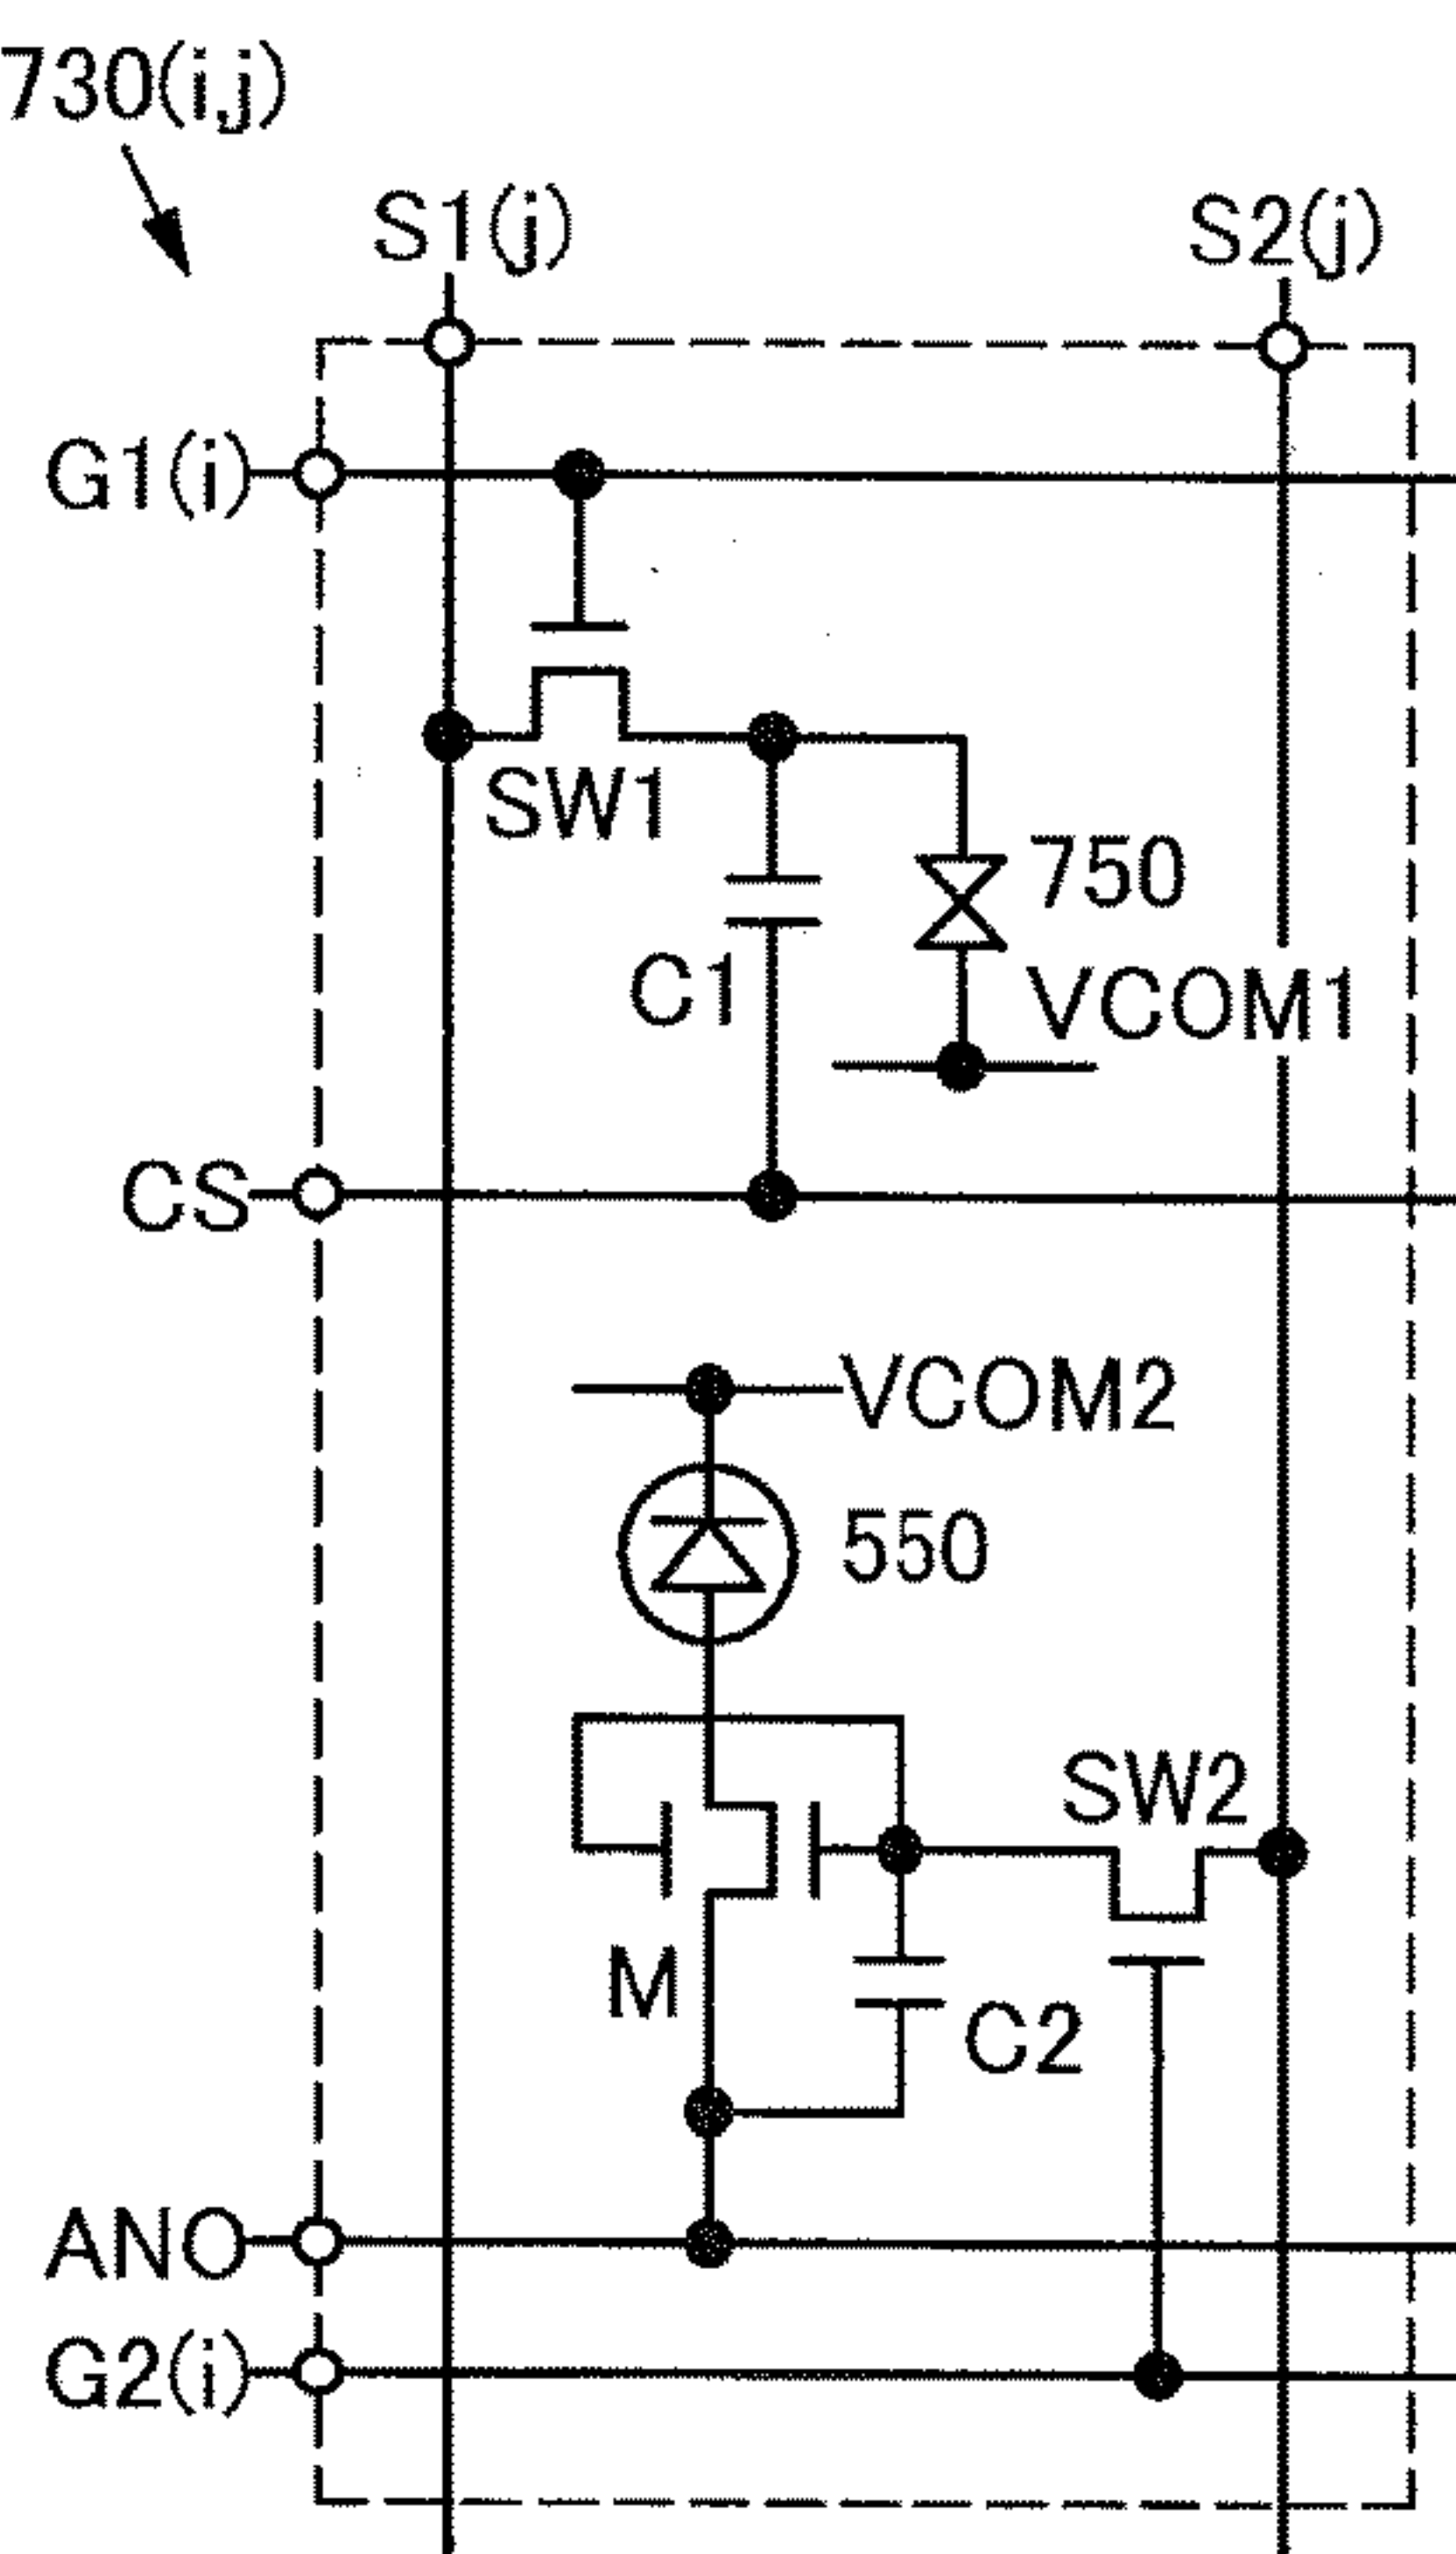 730(i,j)
S1(j)
S2(j)
G1(i)
SW1
750
C1
VCOM1
CS
VCOM2
550
SW2
M
C2
ANO
G2(i)